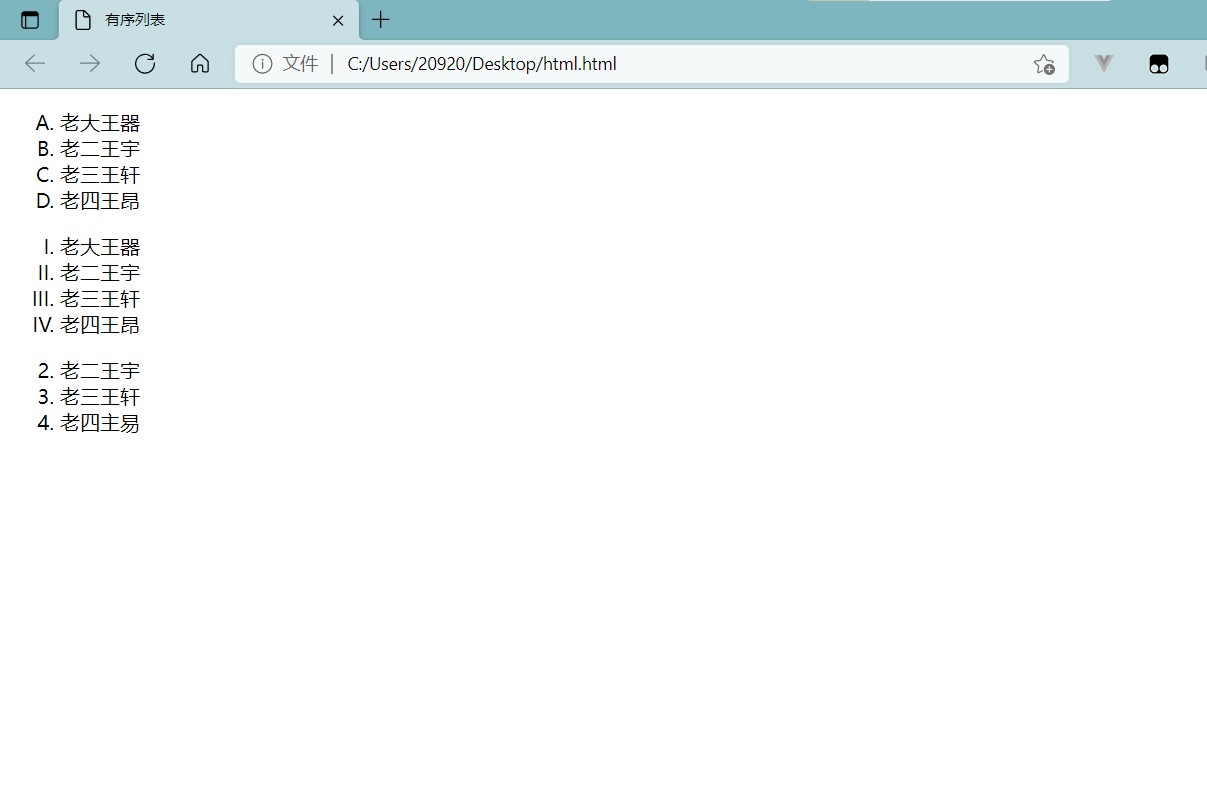 有序列表
文件 | C:/Users/20920/Desktop/html.html
A. 老大王器
B. 老二王宇
C. 老三王轩
D. 老四王昂
I. 老大王器
II. 老二王宇
III. 老三王轩
IV. 老四王昂
2. 老二王宇
3. 老三王轩
4. 老四主易